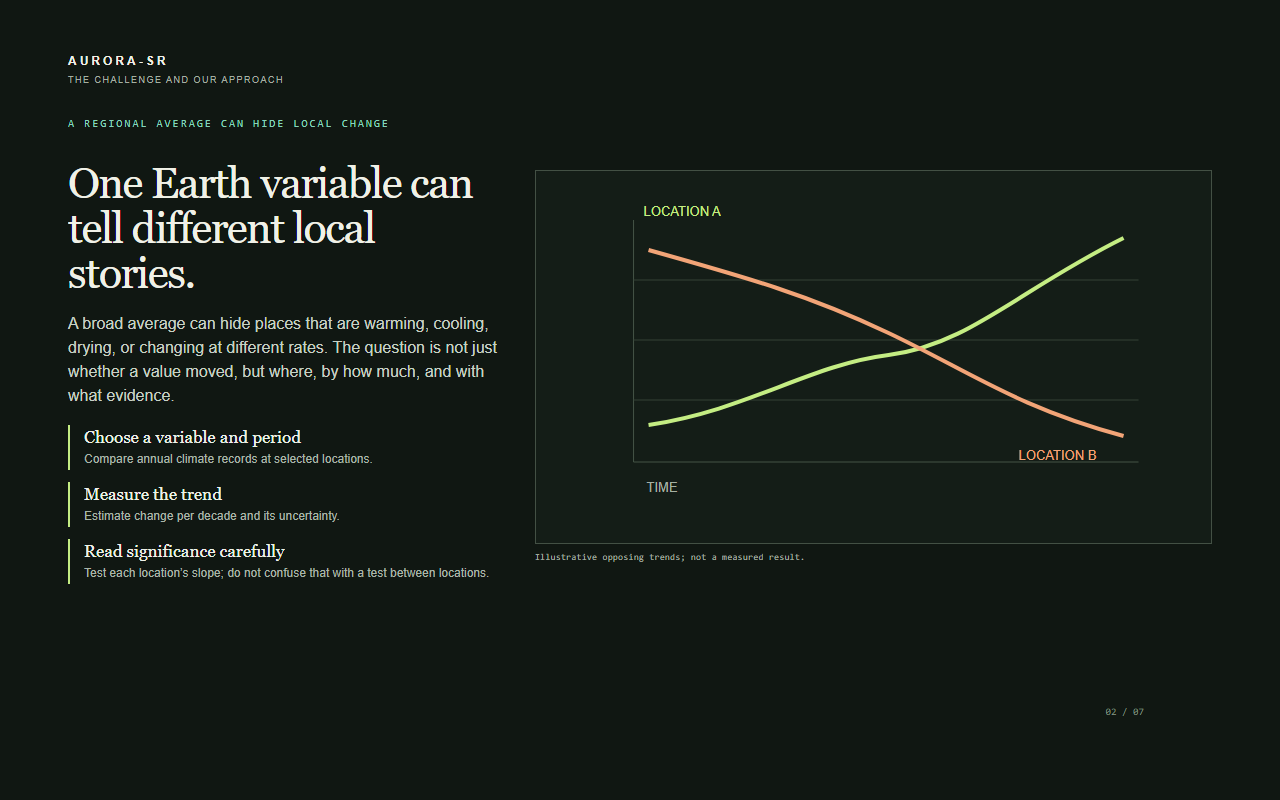 AURORA-SR
THE CHALLENGE AND OUR APPROACH
A REGIONAL AVERAGE CAN HIDE LOCAL CHANGE
One Earth variable can
tell different local
stories.
A broad average can hide places that are warming, cooling,
drying, or changing at different rates. The question is not just
whether a value moved, but where, by how much, and with
what evidence.
Choose a variable and period
Compare annual climate records at selected locations.
Measure the trend
Estimate change per decade and its uncertainty.
Read significance carefully
Test each location's slope; do not confuse that with a test between locations.
LOCATION A
LOCATION B
TIME
Illustrative opposing trends; not a measured result.
02 / 07